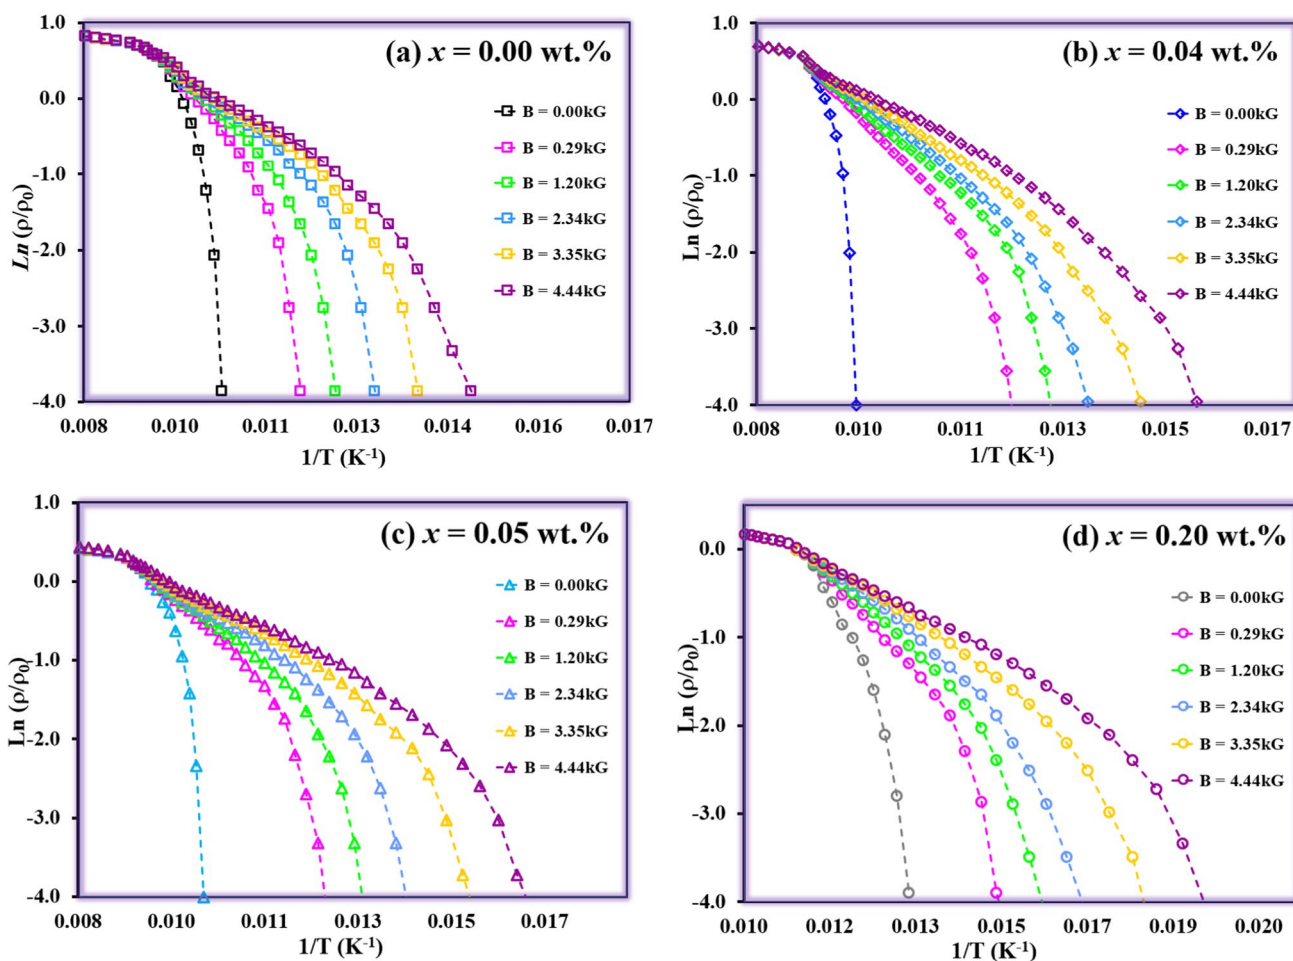 (a) x = 0.00 wt.%
1.0
0.0
-1.0
-2.0
-3.0
-4.0
Ln (ρ/ρ0)
B = 0.00kG
B = 0.29kG
B = 1.20kG
B = 2.34kG
B = 3.35kG
B = 4.44kG
0.008 0.010 0.011 0.013 0.014 0.016 0.017
1/T (K-1)
(b) x = 0.04 wt.%
1.0
0.0
-1.0
-2.0
-3.0
-4.0
Ln (ρ/ρ0)
B = 0.00kG
B = 0.29kG
B = 1.20kG
B = 2.34kG
B = 3.35kG
B = 4.44kG
0.008 0.010 0.011 0.013 0.015 0.017
1/T (K-1)
(c) x = 0.05 wt.%
1.0
0.0
-1.0
-2.0
-3.0
-4.0
Ln (ρ/ρ0)
B = 0.00kG
B = 0.29kG
B = 1.20kG
B = 2.34kG
B = 3.35kG
B = 4.44kG
0.008 0.010 0.011 0.013 0.015 0.017
1/T (K-1)
(d) x = 0.20 wt.%
0.0
-1.0
-2.0
-3.0
-4.0
Ln (ρ/ρ0)
B = 0.00kG
B = 0.29kG
B = 1.20kG
B = 2.34kG
B = 3.35kG
B = 4.44kG
0.010 0.012 0.013 0.015 0.017 0.019 0.020
1/T (K-1)